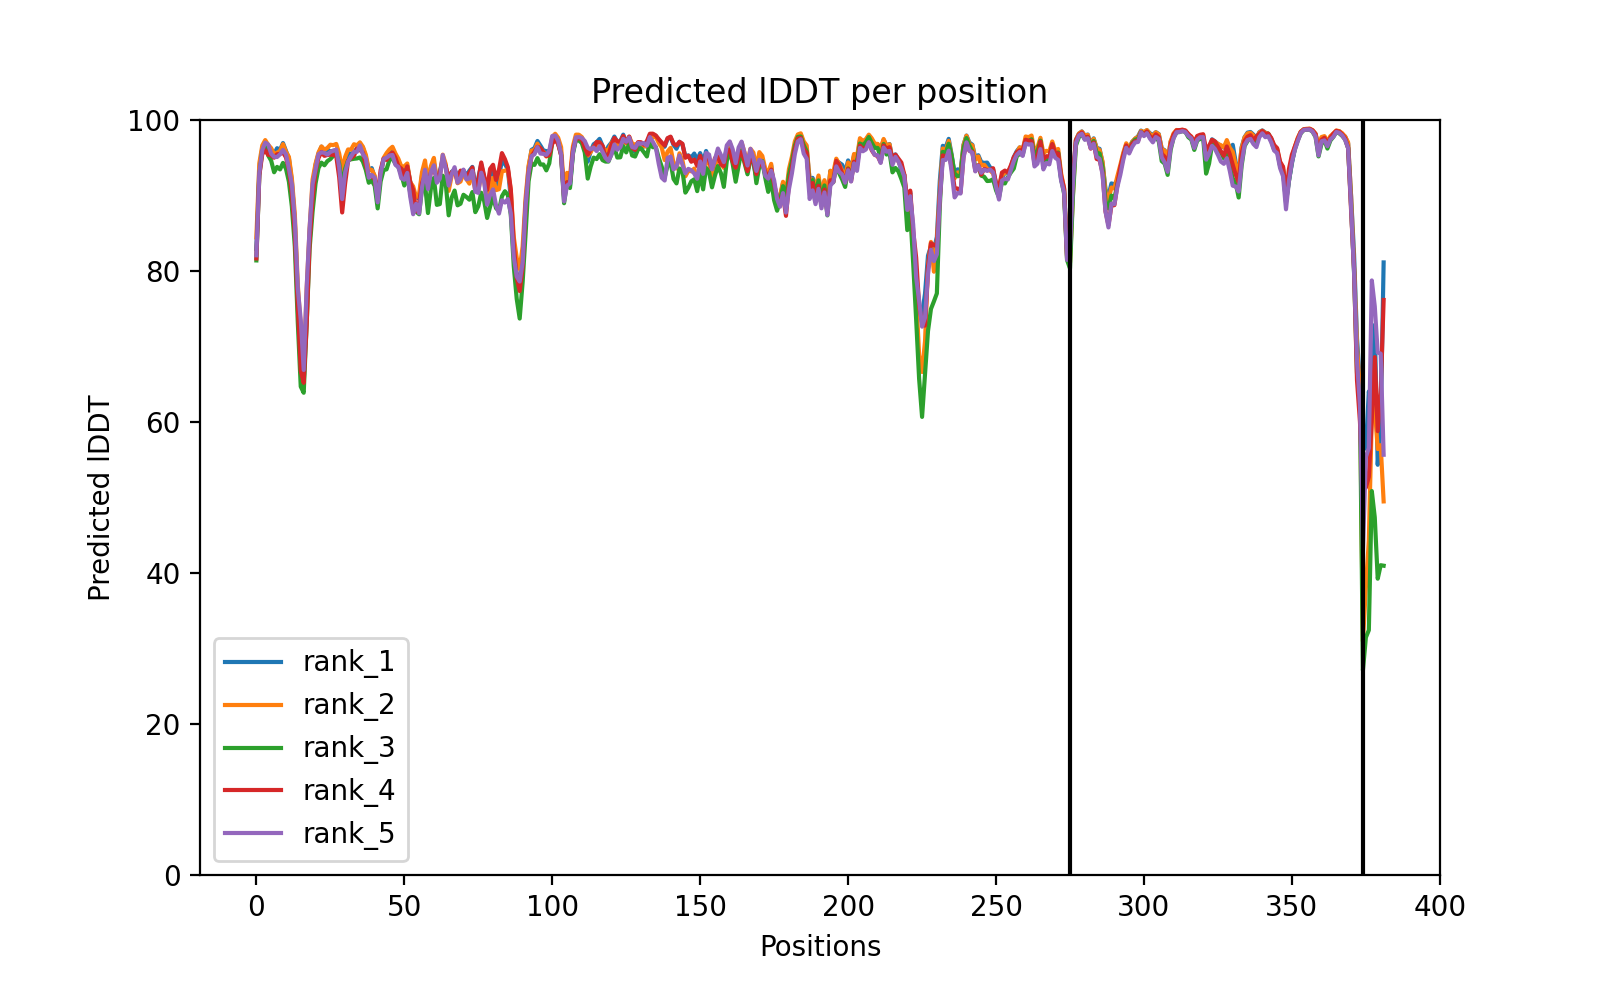 Predicted lDDT per position
100
80
60
40
20
0
Predicted lDDT
rank_1
rank_2
rank_3
rank_4
rank_5
0 50 100 150 200 250 300 350 400
Positions